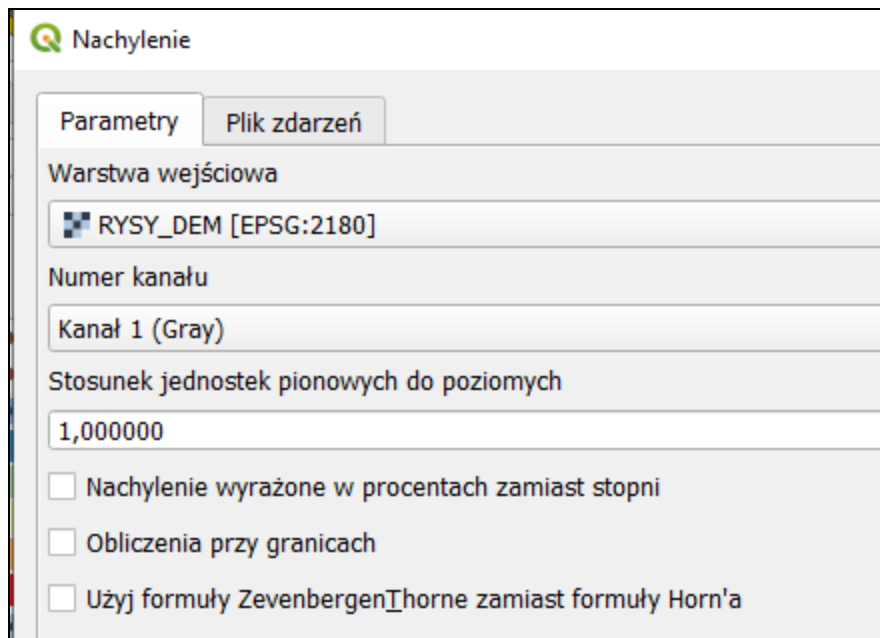 Nachylenie
Parametry
Plik zdarzeń
Warstwa wejściowa
RYSY_DEM [EPSG:2180]
Numer kanału
Kanał 1 (Gray)
Stosunek jednostek pionowych do poziomych
1,000000
Nachylenie wyrażone w procentach zamiast stopni
Obliczenia przy granicach
Użyj formuły ZevenbergenThorne zamiast formuły Horn'a